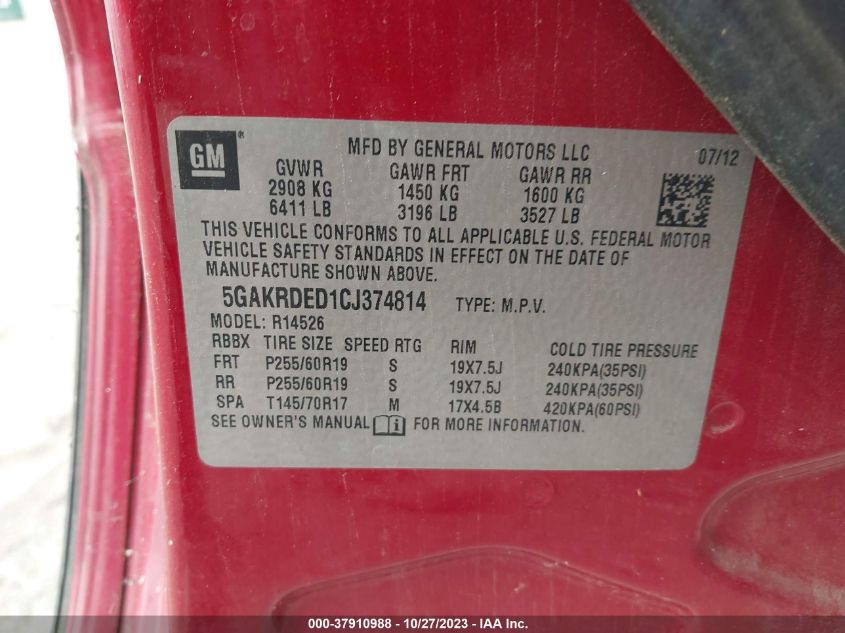 GM ®
MFD BY GENERAL MOTORS LLC 07/12
GVWR GAWR FRT GAWR RR
2908 KG 1450 KG 1600 KG
6411 LB 3196 LB 3527 LB
THIS VEHICLE CONFORMS TO ALL APPLICABLE U.S. FEDERAL MOTOR
VEHICLE SAFETY STANDARDS IN EFFECT ON THE DATE OF
MANUFACTURE SHOWN ABOVE.
5GAKRDED1CJ374814 TYPE: M.P.V.
MODEL: R14526
RBBX TIRE SIZE SPEED RTG RIM COLD TIRE PRESSURE
FRT P255/60R19 S 19X7.5J 240KPA(35PSI)
RR P255/60R19 S 19X7.5J 240KPA(35PSI)
SPA T145/70R17 M 17X4.5B 420KPA(60PSI)
SEE OWNER'S MANUAL i FOR MORE INFORMATION.
000-37910988 - 10/27/2023 - IAA Inc.